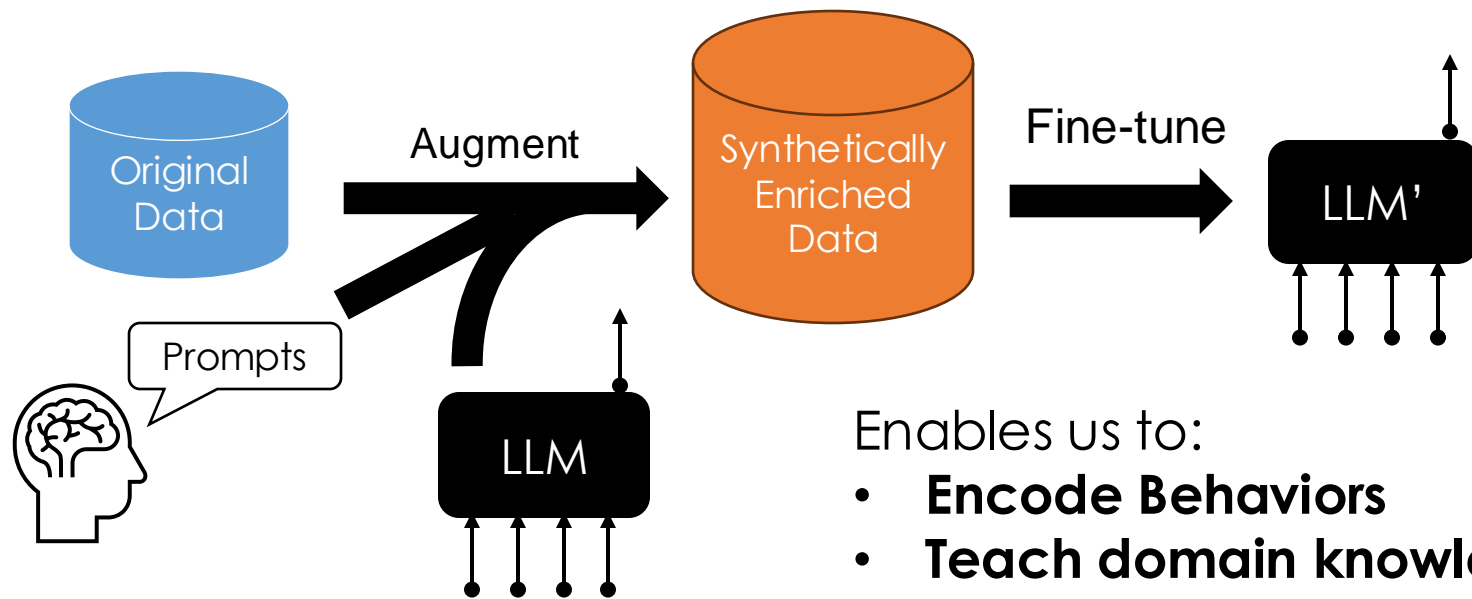 Original
Data
Augment
Synthetically
Enriched
Data
Fine-tune
LLM’
Prompts
LLM
Enables us to:
• Encode Behaviors
• Teach domain